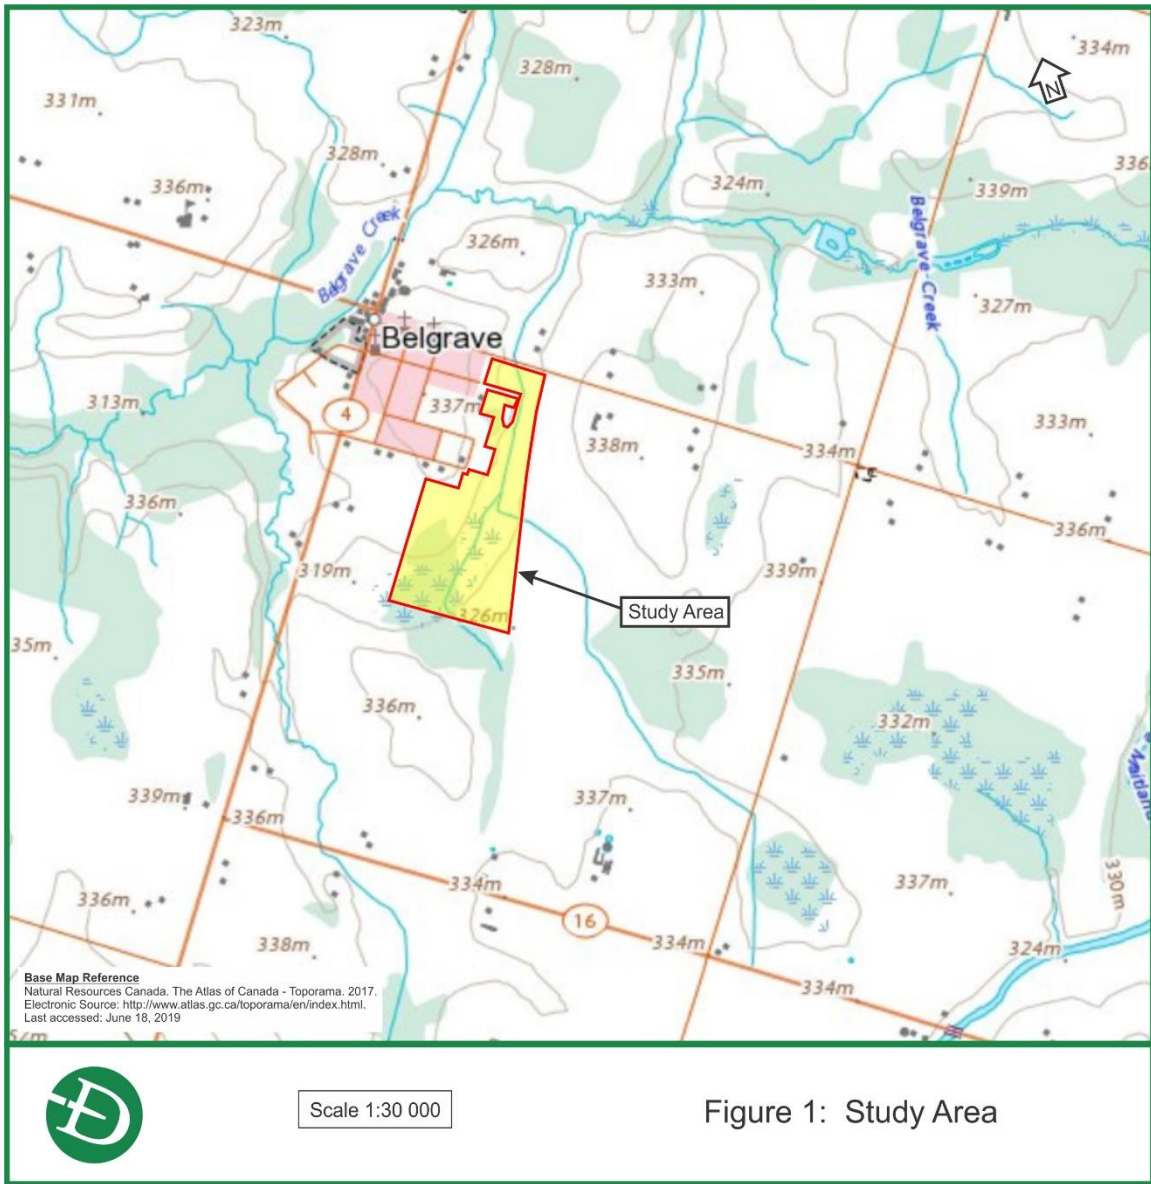 323m
334m
328m
331m
N
328m
336m
324m
339m
336
Belgrave Creek
326m
333m
Belgrave Creek
327m
Belgrave
313m
4
337m
338m
334m
333m
336m
336m
319m
339m
326m
Study Area
35m
335m
336m
332m
339m
336m
337m
Maitland
336m
334m
16
337m
330m
338m
334m
324m
334m
Base Map Reference
Natural Resources Canada. The Atlas of Canada - Toporama. 2017.
Electronic Source: http://www.atlas.gc.ca/toporama/en/index.html.
Last accessed: June 18, 2019
7m
D
Scale 1:30 000
Figure 1: Study Area